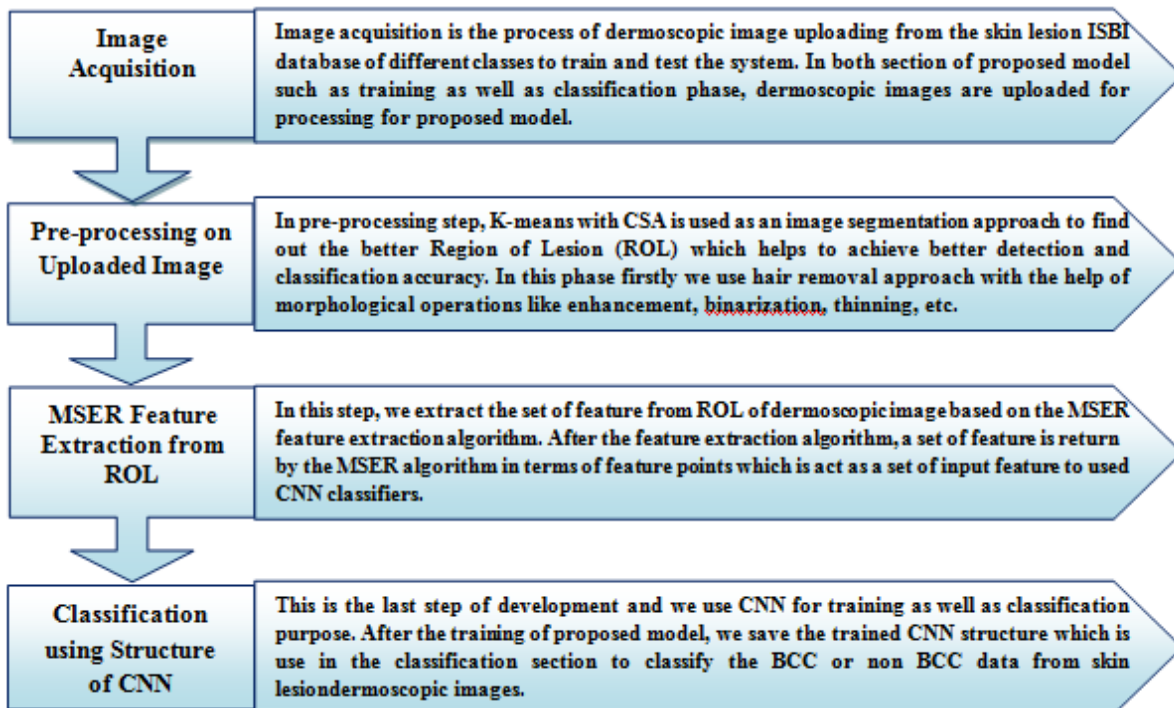 Image
Acquisition
Image acquisition is the process of dermoscopic image uploading from the skin lesion ISBI
database of different classes to train and test the system. In both section of proposed model
such as training as well as classification phase, dermoscopic images are uploaded for
processing for proposed model.
Pre-processing on
Uploaded Image
In pre-processing step, K-means with CSA is used as an image segmentation approach to find
out the better Region of Lesion (ROL) which helps to achieve better detection and
classification accuracy. In this phase firstly we use hair removal approach with the help of
morphological operations like enhancement, binarization, thinning, etc.
MSER Feature
Extraction from
ROL
In this step, we extract the set of feature from ROL of dermoscopic image based on the MSER
feature extraction algorithm. After the feature extraction algorithm, a set of feature is return
by the MSER algorithm in terms of feature points which is act as a set of input feature to used
CNN classifiers.
Classification
using Structure
of CNN
This is the last step of development and we use CNN for training as well as classification
purpose. After the training of proposed model, we save the trained CNN structure which is
use in the classification section to classify the BCC or non BCC data from skin
lesiondermoscopic images.